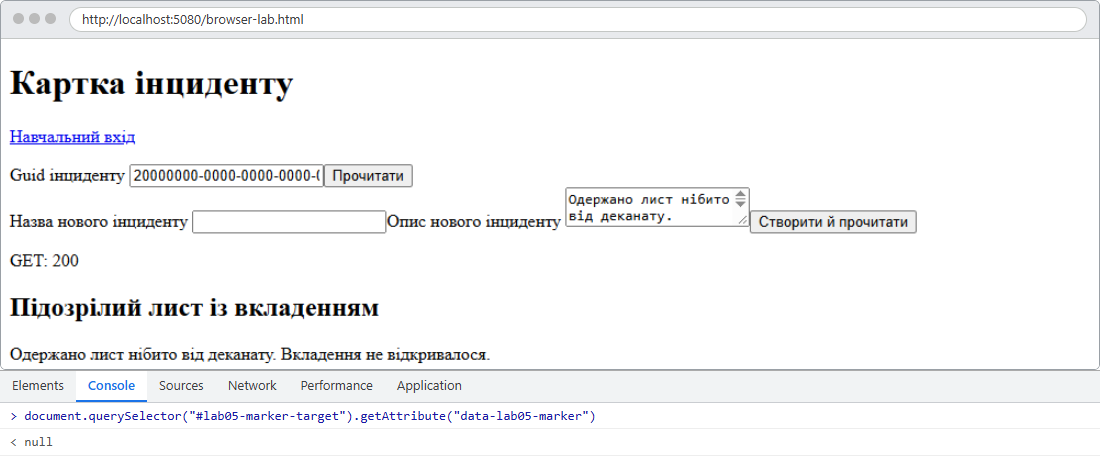 http://localhost:5080/browser-lab.html
Картка інциденту
Навчальний вхід
Guid інциденту 20000000-0000-0000-0000-0 Прочитати
Назва нового інциденту Опис нового інциденту Одержано лист нібито
від деканату. Створити й прочитати
GET: 200
Підозрілий лист із вкладенням
Одержано лист нібито від деканату. Вкладення не відкривалося.
Elements Console Sources Network Performance Application
> document.querySelector("#lab05-marker-target").getAttribute("data-lab05-marker")
< null